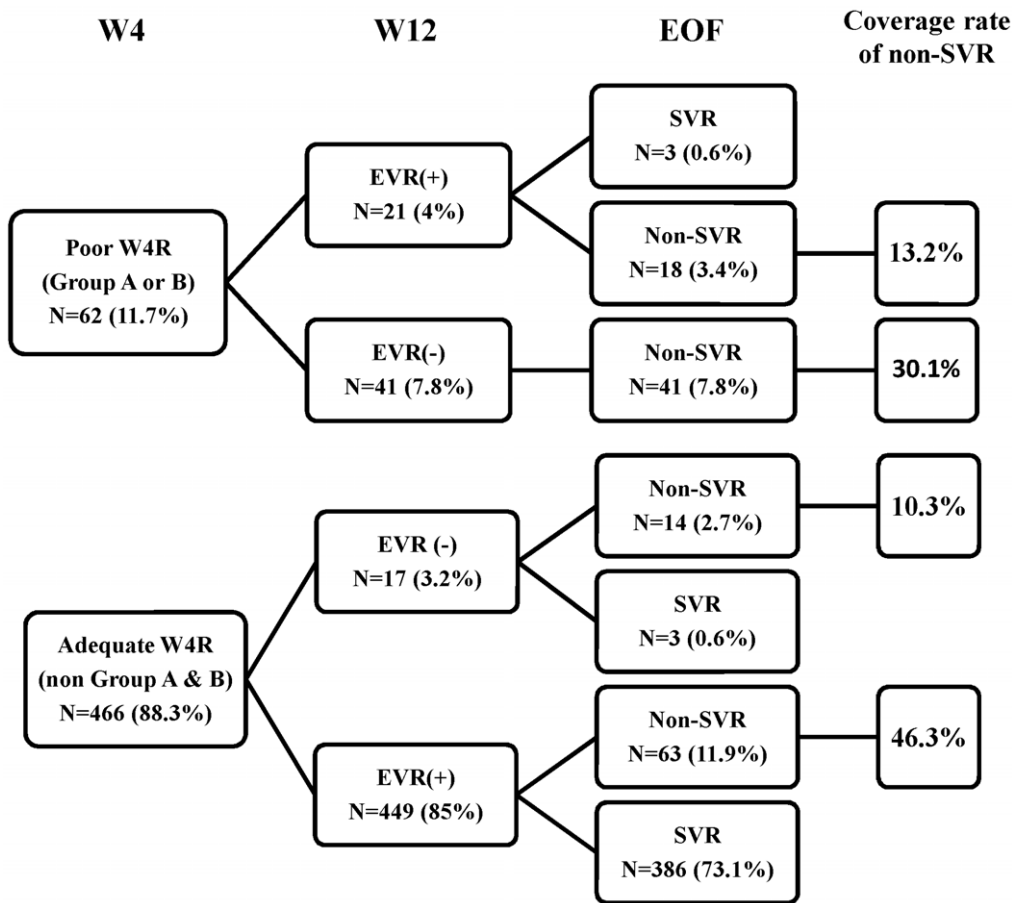 W4
W12
EOF
Coverage rate
of non-SVR
Poor W4R
(Group A or B)
N=62 (11.7%)
EVR(+)
N=21 (4%)
SVR
N=3 (0.6%)
Non-SVR
N=18 (3.4%)
13.2%
EVR(-)
N=41 (7.8%)
Non-SVR
N=41 (7.8%)
30.1%
Adequate W4R
(non Group A & B)
N=466 (88.3%)
EVR (-)
N=17 (3.2%)
Non-SVR
N=14 (2.7%)
10.3%
SVR
N=3 (0.6%)
EVR(+)
N=449 (85%)
Non-SVR
N=63 (11.9%)
46.3%
SVR
N=386 (73.1%)